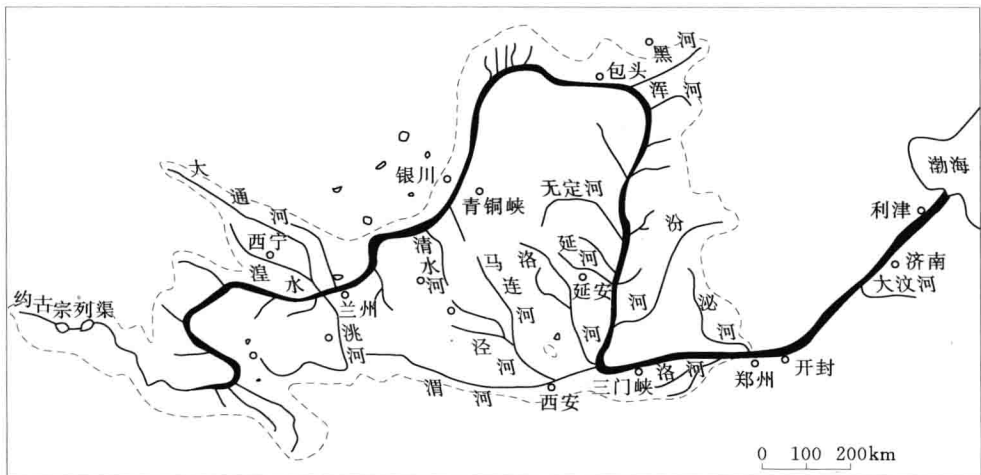 黑河
包头
浑河
渤海
大通河
银川
无定河
青铜峡
汾河
利津
西宁
清水河
马连河
洛河
延河
济南
湟水
延安
大汶河
约古宗列渠
兰州
泌河
洮河
泾河
渭河
西安
三门峡
洛河
郑州
开封
0 100 200km